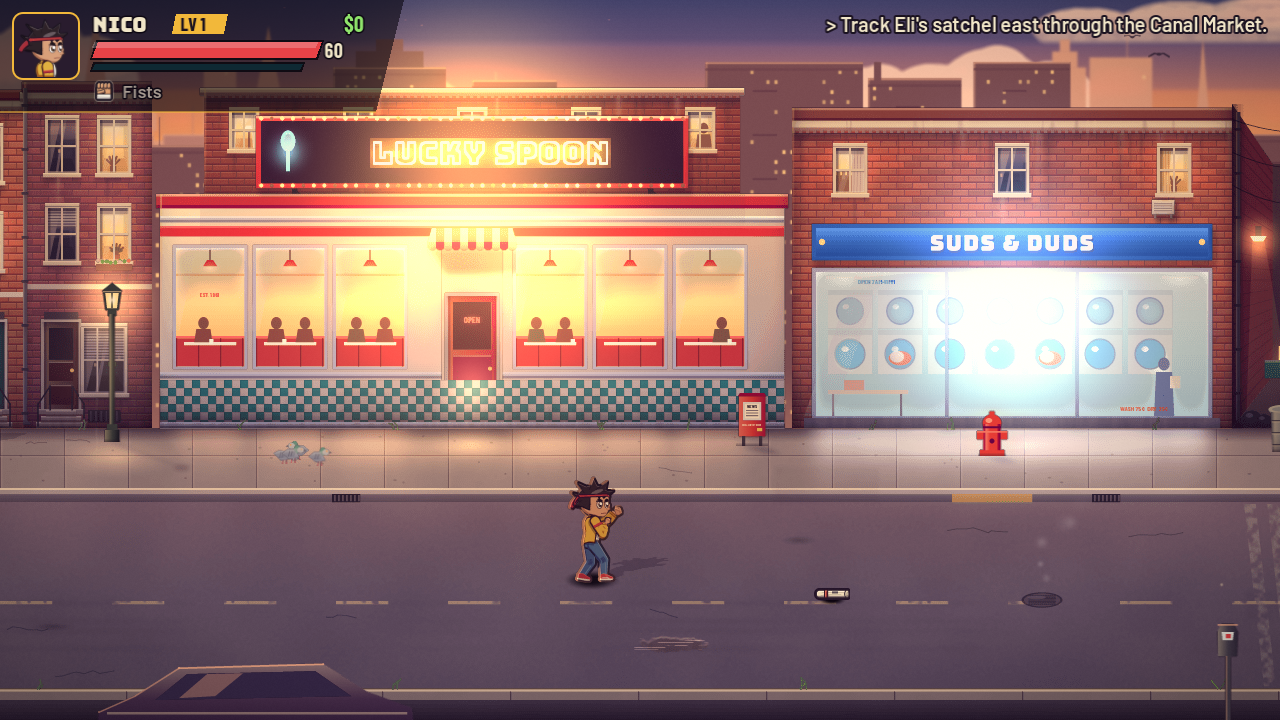 NICO
LV 1
$0
60
Fists
> Track Eli's satchel east through the Canal Market.
LUCKY SPOON
OPEN
SUDS & DUDS
NEWS